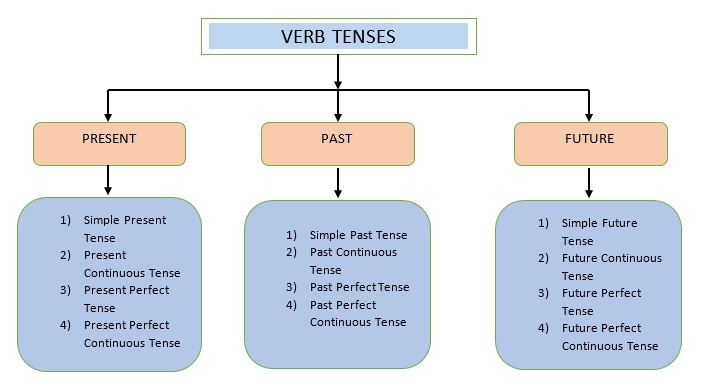 VERB TENSES
PRESENT
PAST
FUTURE
1) Simple Present
Tense
2) Present
Continuous Tense
3) Present Perfect
Tense
4) Present Perfect
Continuous Tense
1) Simple Past Tense
2) Past Continuous
Tense
3) Past Perfect Tense
4) Past Perfect
Continuous Tense
1) Simple Future
Tense
2) Future Continuous
Tense
3) Future Perfect
Tense
4) Future Perfect
Continuous Tense